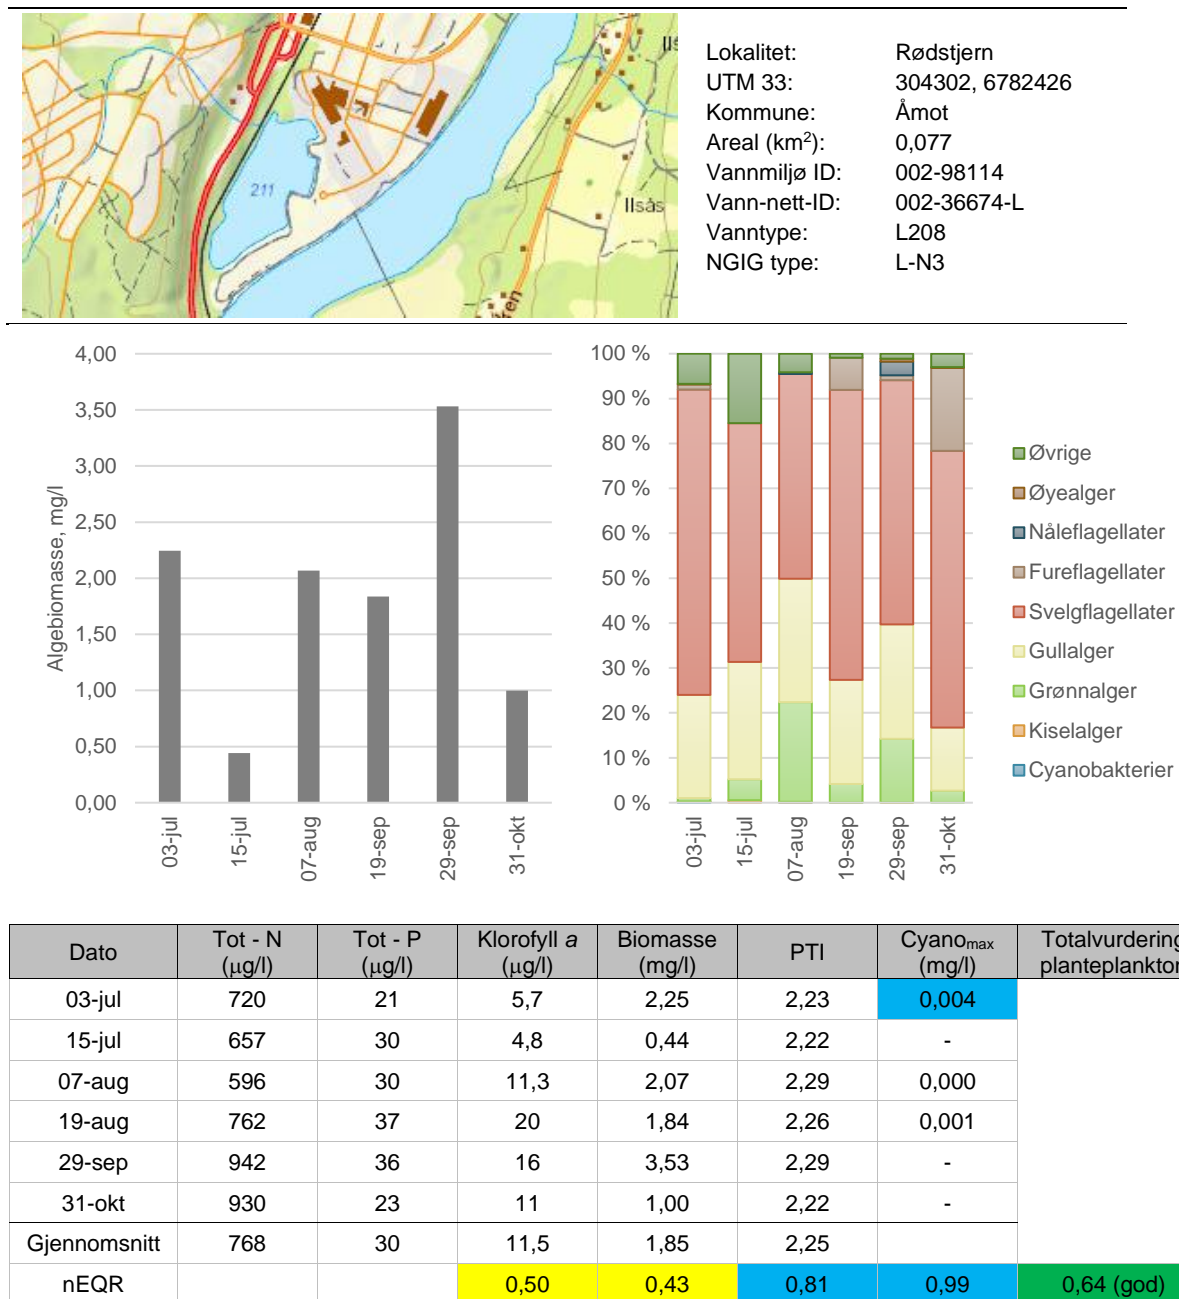 211
Ilsås
Lokalitet: Rødstjern
UTM 33: 304302, 6782426
Kommune: Åmot
Areal (km²): 0,077
Vannmiljø ID: 002-98114
Vann-nett-ID: 002-36674-L
Vanntype: L208
NGIG type: L-N3
Algebiomasse, mg/l
4,00
3,50
3,00
2,50
2,00
1,50
1,00
0,50
0,00
03-jul 15-jul 07-aug 19-sep 29-sep 31-okt
100 %
90 %
80 %
70 %
60 %
50 %
40 %
30 %
20 %
10 %
0 %
03-jul 15-jul 07-aug 19-sep 29-sep 31-okt
Øvrige
Øyealger
Nåleflagellater
Fureflagellater
Svelgflagellater
Gullalger
Grønnalger
Kiselalger
Cyanobakterier
Dato Tot - N (µg/l) Tot - P (µg/l) Klorofyll a (µg/l) Biomasse (mg/l) PTI Cyanomax (mg/l) Totalvurdering planteplankton
03-jul 720 21 5,7 2,25 2,23 0,004
15-jul 657 30 4,8 0,44 2,22 -
07-aug 596 30 11,3 2,07 2,29 0,000
19-aug 762 37 20 1,84 2,26 0,001
29-sep 942 36 16 3,53 2,29 -
31-okt 930 23 11 1,00 2,22 -
Gjennomsnitt 768 30 11,5 1,85 2,25
nEQR 0,50 0,43 0,81 0,99 0,64 (god)